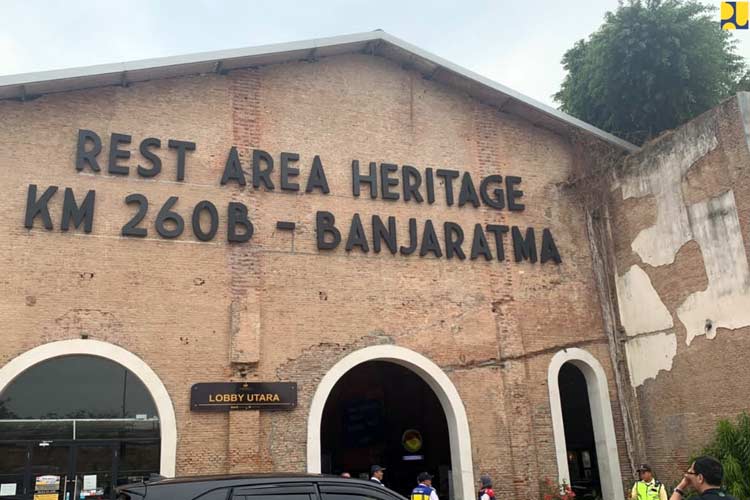 REST AREA HERITAGE
KM 260B - BANJARATMA
LOBBY UTARA